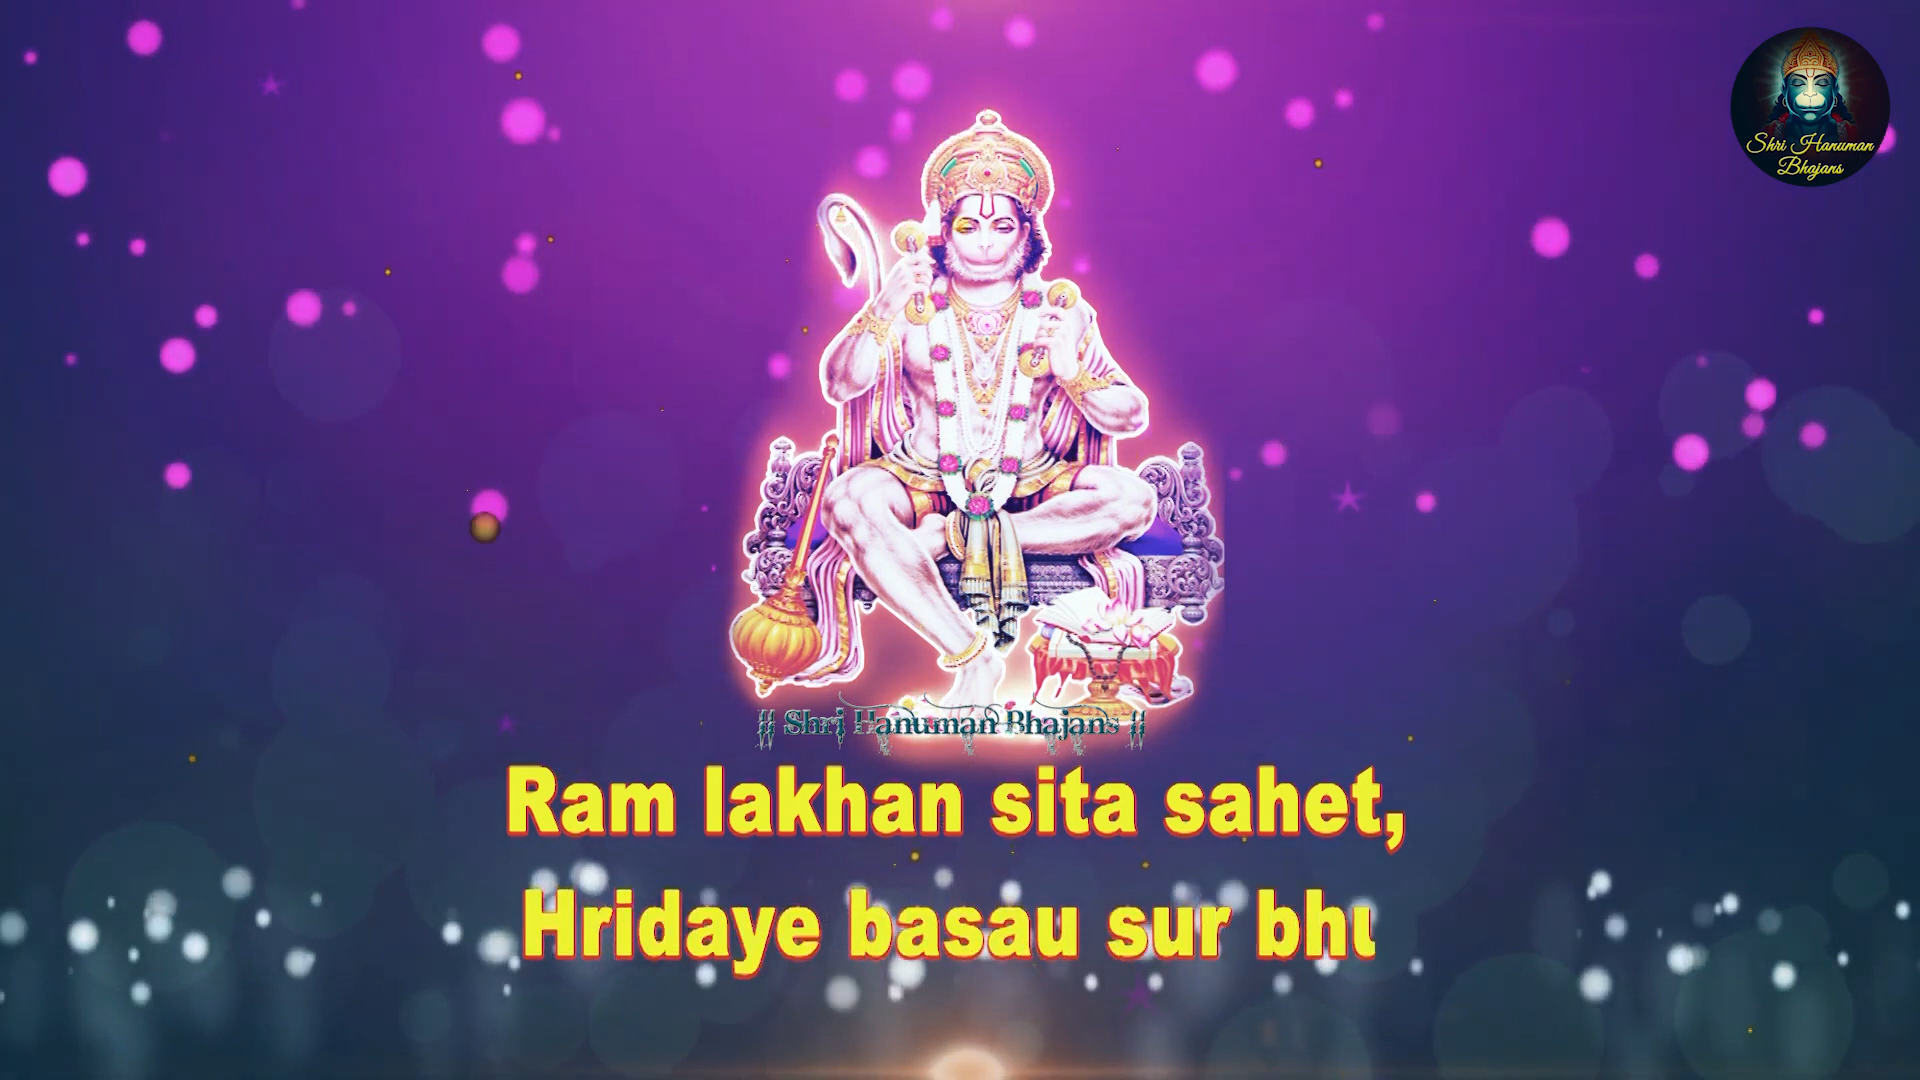 Shri Hanuman
Bhajans
|| Shri Hanuman Bhajans ||
Ram lakhan sita sahet,
Hridaye basau sur